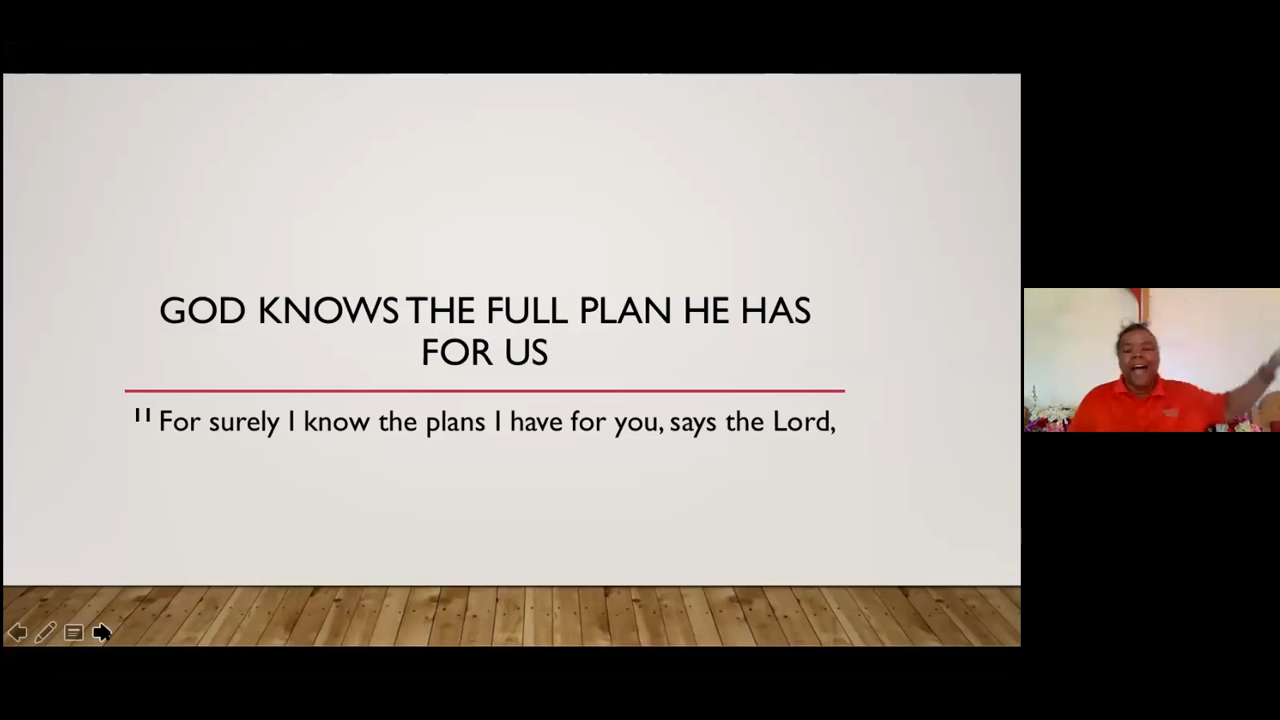 GOD KNOWS THE FULL PLAN HE HAS
FOR US
¹¹ For surely I know the plans I have for you, says the Lord,